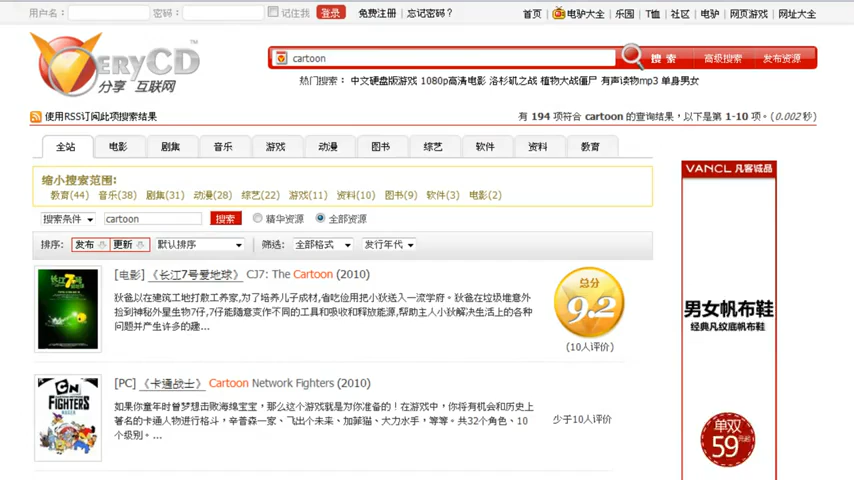 用户名： 密码： 记住我 登录 免费注册 | 忘记密码？ 首页 | 电驴大全 | 乐园 | T恤 | 社区 | 电驴 | 网页游戏 | 网址大全
VERYCD™
分享 互联网
cartoon 搜 索 高级搜索 发布资源
热门搜索： 中文硬盘版游戏 1080p高清电影 洛杉矶之战 植物大战僵尸 有声读物mp3 单身男女
使用RSS订阅此项搜索结果 有 194 项符合 cartoon 的查询结果，以下是第 1-10 项。(0.002 秒)
全站 电影 剧集 音乐 游戏 动漫 图书 综艺 软件 资料 教育
缩小搜索范围：
教育(44) 音乐(38) 剧集(31) 动漫(28) 综艺(22) 游戏(11) 资料(10) 图书(9) 软件(3) 电影(2)
搜索条件 cartoon 搜索 精华资源 全部资源
排序： 发布 更新 默认排序 筛选： 全部格式 发行年代
[电影] 《长江7号爱地球》 CJ7: The Cartoon (2010)
狄爸以在建筑工地打散工养家,为了培养儿子成材,省吃俭用把小狄送入一流学府。狄爸在垃圾堆意外
拾到神秘外星生物7仔,7仔能随意变作不同的工具和吸收和释放能源,帮助主人小狄解决生活上的各种
问题并产生许多的趣...
总分
9.2
(10人评价)
[PC] 《卡通战士》 Cartoon Network Fighters (2010)
如果你童年时曾梦想击败海绵宝宝，那么这个游戏就是为你准备的！在游戏中，你将有机会和历史上
著名的卡通人物进行格斗，辛普森一家、飞出个未来、加菲猫、大力水手，等等。共32个角色、10
个级别。...
少于10人评价
CN
FIGHTERS
VANCL 凡客诚品
男女帆布鞋
经典凡纹底帆布鞋
单双
59元起